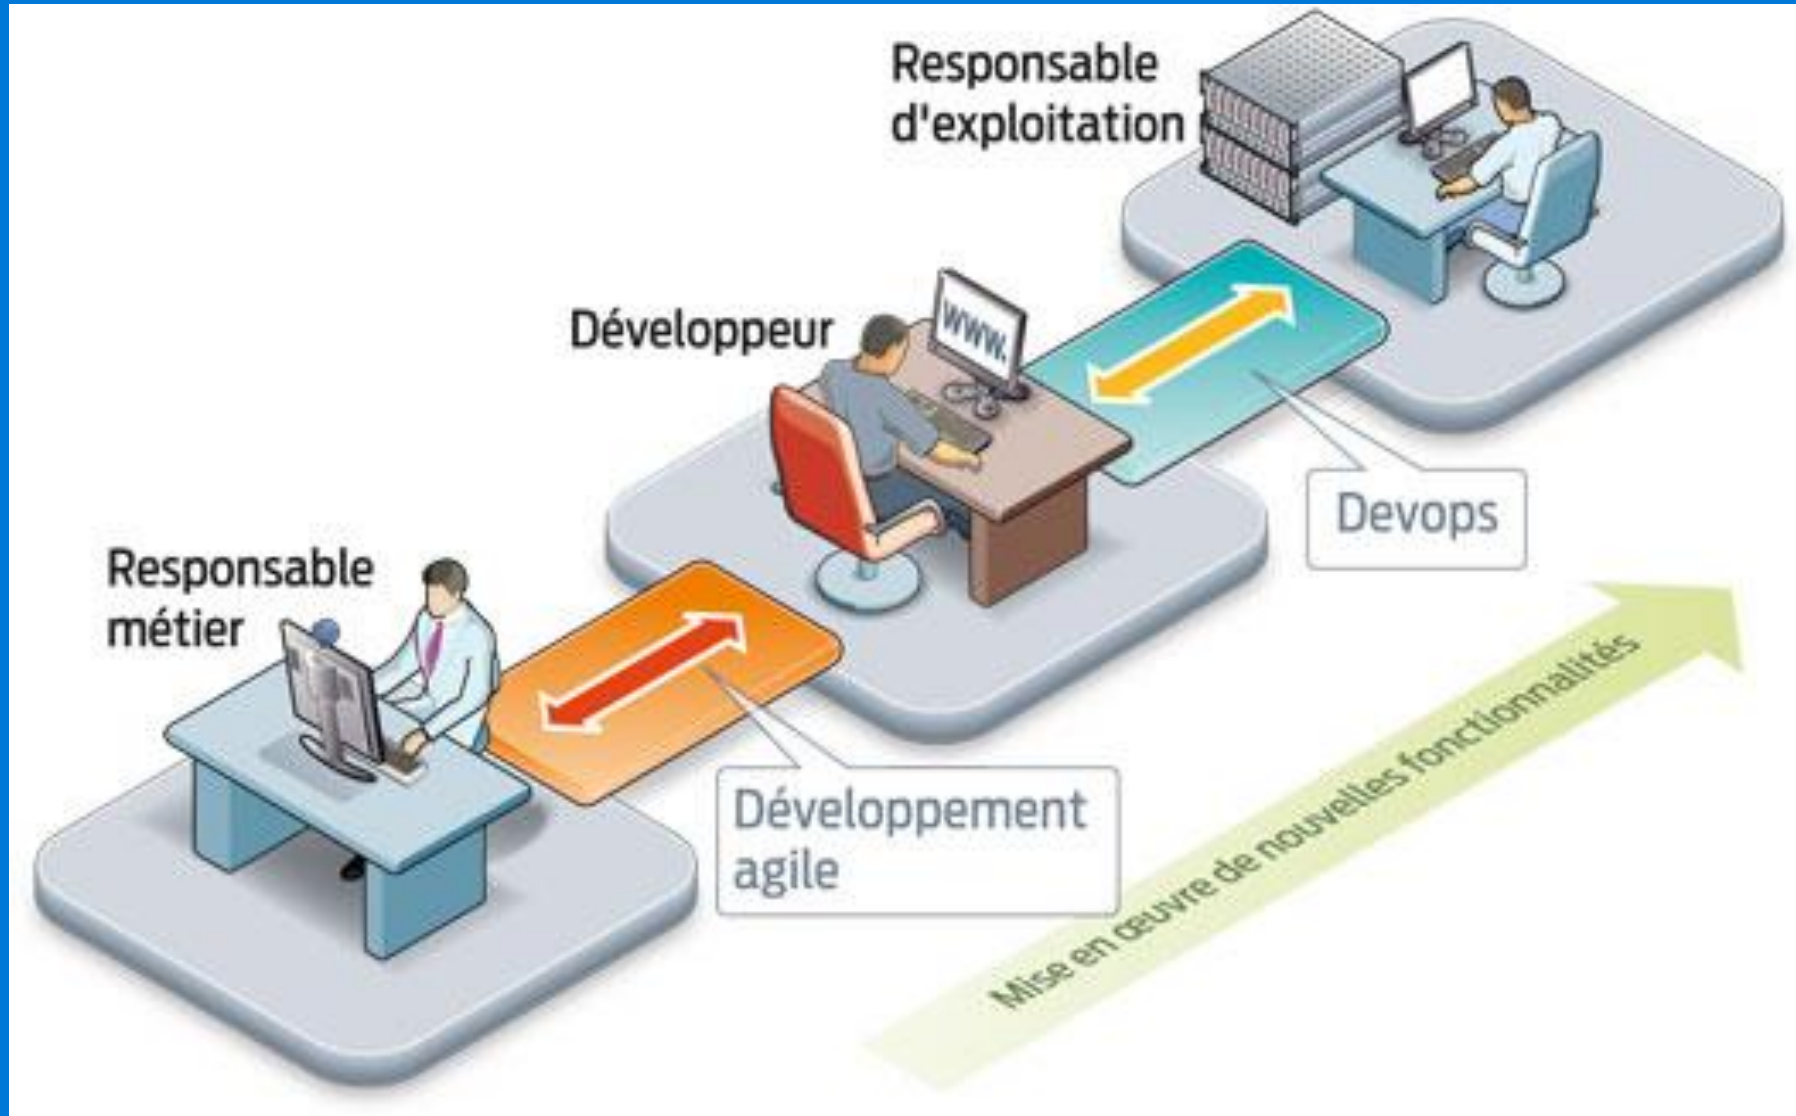 Responsable
d'exploitation
Développeur
www.
Devops
Responsable
métier
Développement
agile
Mise en œuvre de nouvelles fonctionnalités